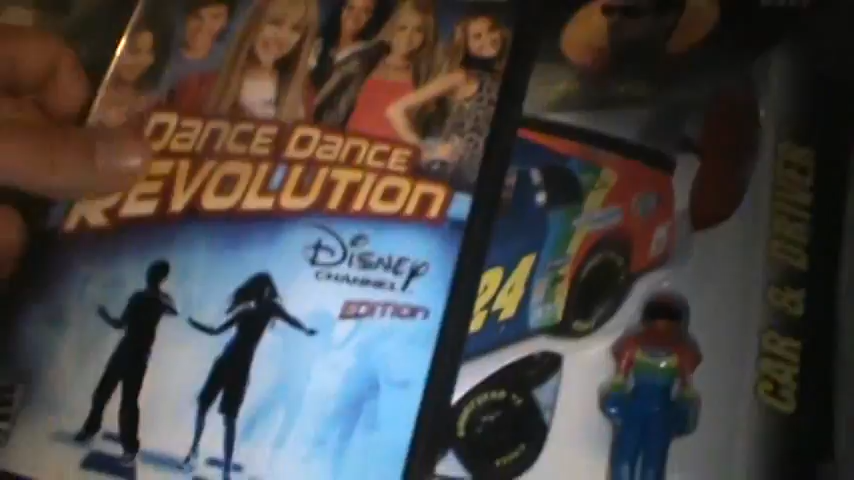 DANCE DANCE
REVOLUTION
DISNEY
CHANNEL
EDITION
24
CAR & DRIVER